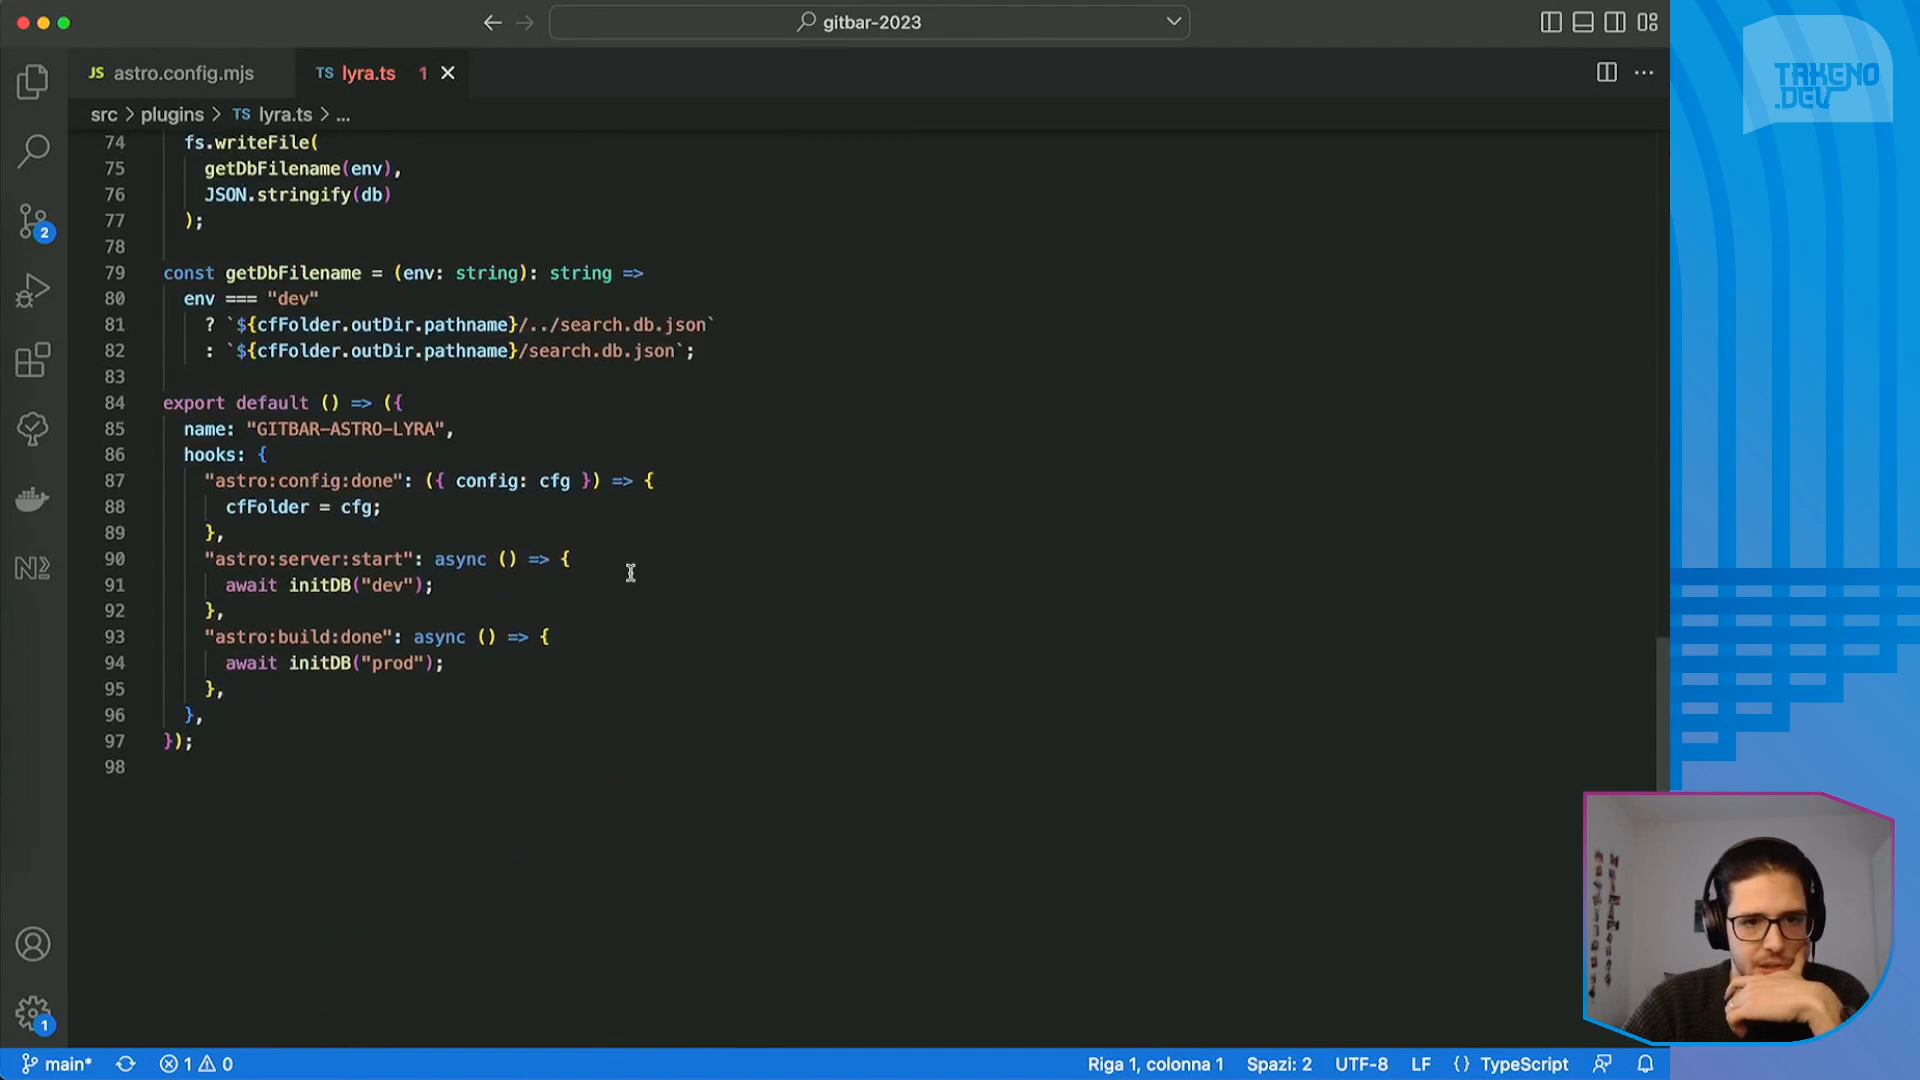 gitbar-2023
JS astro.config.mjs
TS lyra.ts 1
src > plugins > TS lyra.ts > ...
74 fs.writeFile(
75 getDbFilename(env),
76 JSON.stringify(db)
77 );
78
79 const getDbFilename = (env: string): string =>
80 env === "dev"
81 ? `${cfFolder.outDir.pathname}/../search.db.json`
82 : `${cfFolder.outDir.pathname}/search.db.json`;
83
84 export default () => ({
85 name: "GITBAR-ASTRO-LYRA",
86 hooks: {
87 "astro:config:done": ({ config: cfg }) => {
88 cfFolder = cfg;
89 },
90 "astro:server:start": async () => {
91 await initDB("dev");
92 },
93 "astro:build:done": async () => {
94 await initDB("prod");
95 },
96 },
97 });
98
2
1
TAKENO
.DEV
main* 1 0 Riga 1, colonna 1 Spazi: 2 UTF-8 LF {} TypeScript